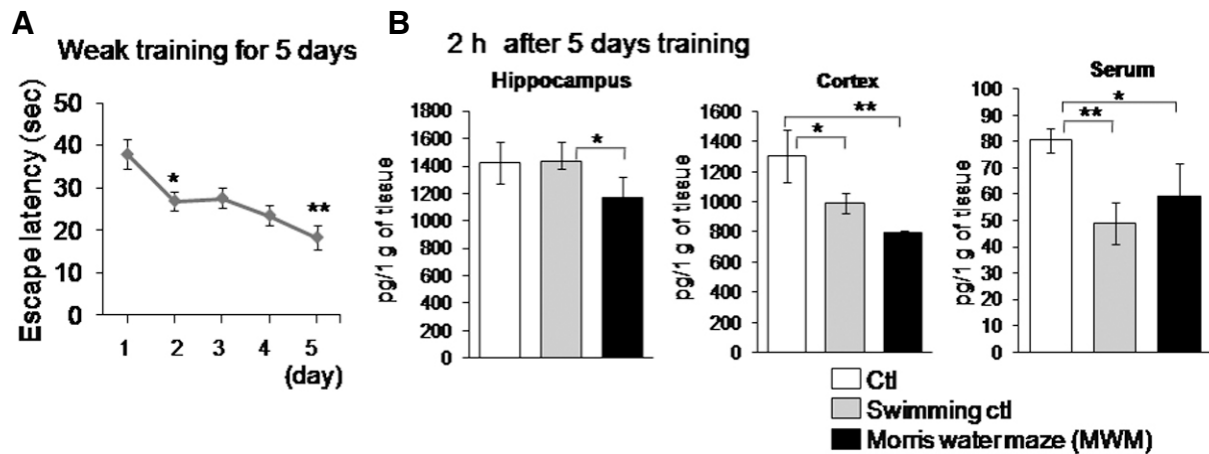 A
Weak training for 5 days
Escape latency (sec)
50
40
30
20
10
0
*
**
1 2 3 4 5
(day)
B
2 h after 5 days training
Hippocampus
pg/1 g of tissue
1800
1600
1400
1200
1000
800
600
400
200
0
*
Cortex
pg/1 g of tissue
1600
1400
1200
1000
800
600
400
200
0
**
*
Serum
pg/1 g of tissue
90
80
70
60
50
40
30
20
10
0
*
**
Ctl
Swimming ctl
Morris water maze (MWM)